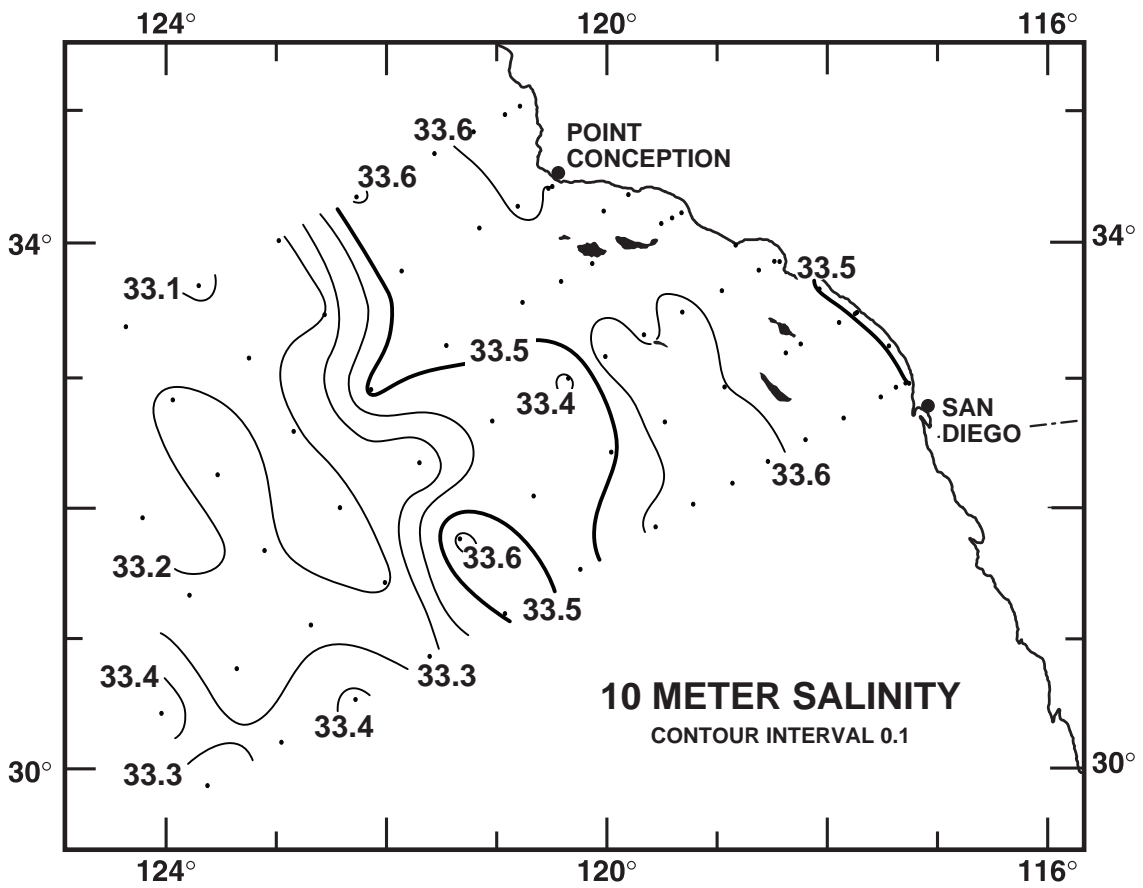 124° 120° 116°
33.6
POINT
CONCEPTION
33.6
34° 34°
33.1
33.5
33.5
33.4
SAN
DIEGO
33.6
33.6
33.2
33.5
33.4
33.3
10 METER SALINITY
33.4
CONTOUR INTERVAL 0.1
33.3
30° 30°
124° 120° 116°